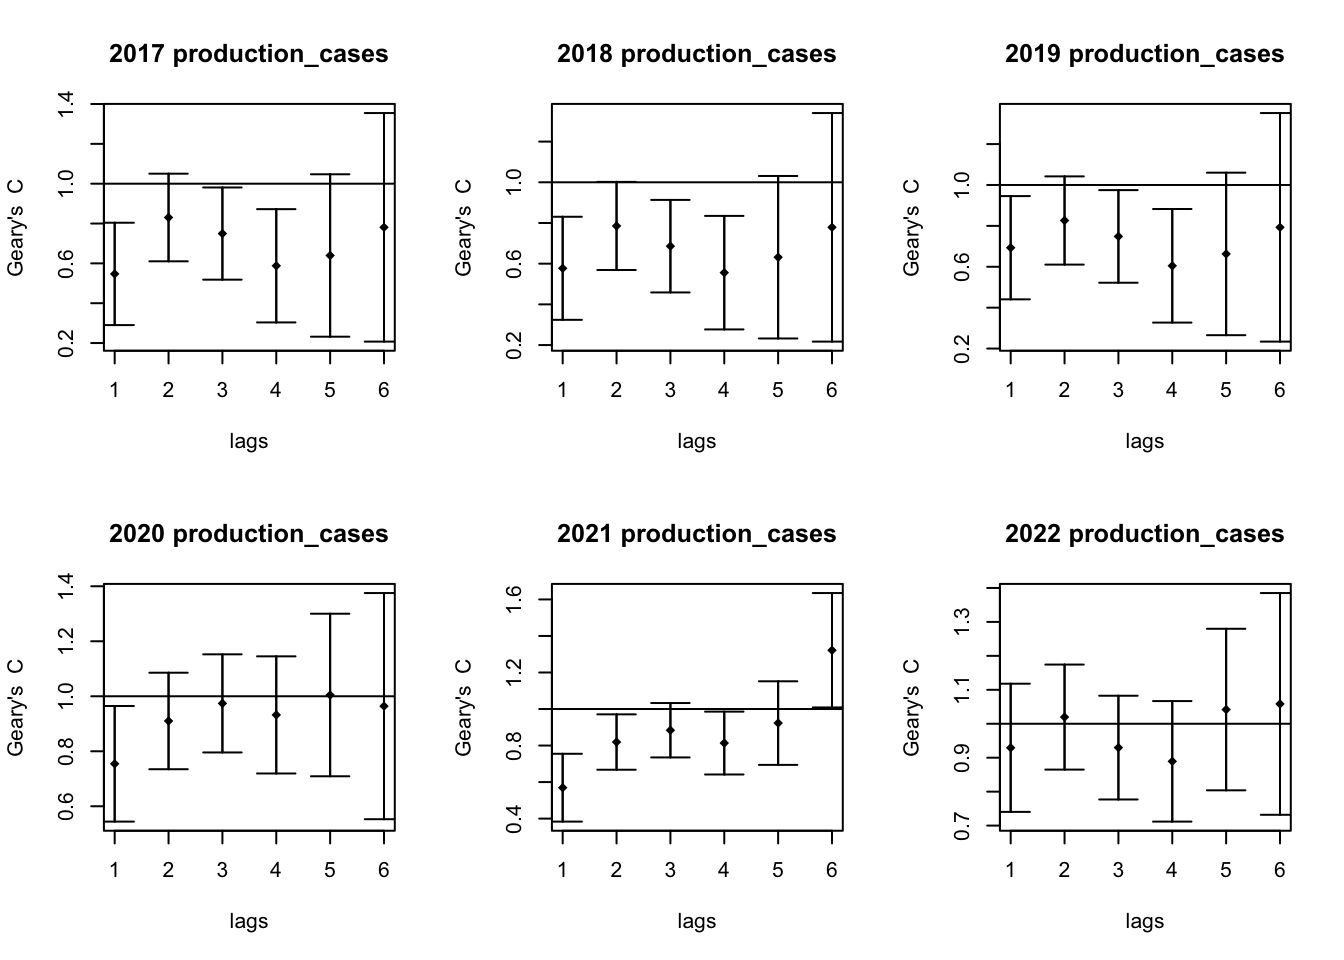 2017 production_cases
Geary's C
1.4
1.0
0.6
0.2
1 2 3 4 5 6
lags
2018 production_cases
Geary's C
1.0
0.6
0.2
1 2 3 4 5 6
lags
2019 production_cases
Geary's C
1.0
0.6
0.2
1 2 3 4 5 6
lags
2020 production_cases
Geary's C
1.4
1.2
1.0
0.8
0.6
1 2 3 4 5 6
lags
2021 production_cases
Geary's C
1.6
1.2
0.8
0.4
1 2 3 4 5 6
lags
2022 production_cases
Geary's C
1.3
1.1
0.9
0.7
1 2 3 4 5 6
lags